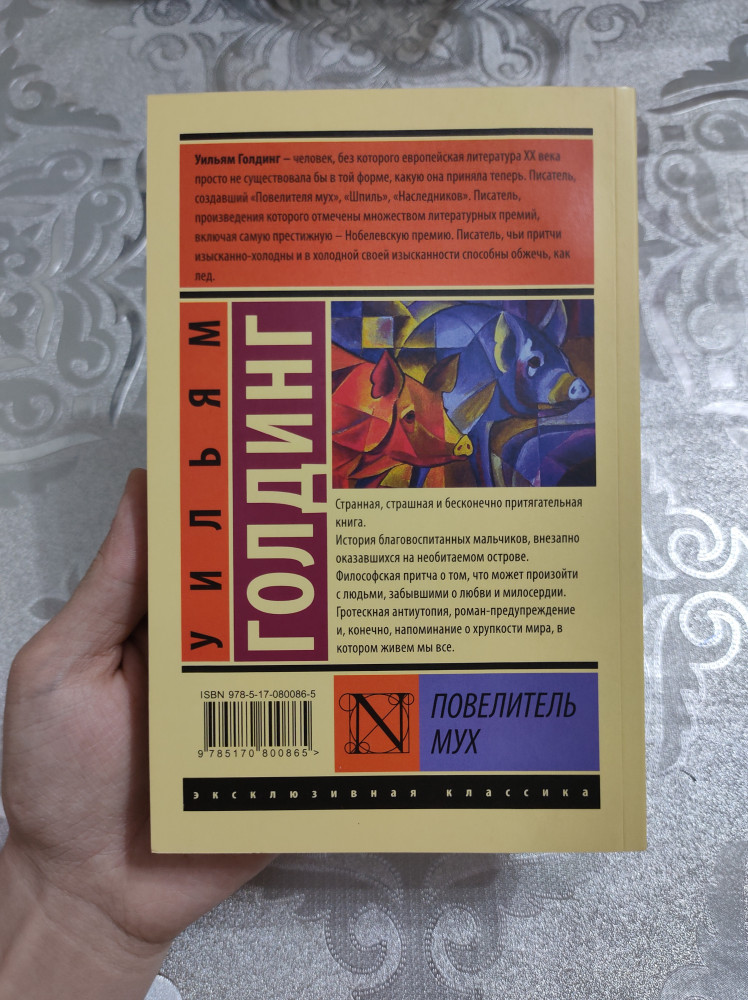 Уильям Голдинг – человек, без которого европейская литература XX века
просто не существовала бы в той форме, какую она приняла теперь. Писатель,
создавший «Повелителя мух», «Шпиль», «Наследников». Писатель,
произведения которого отмечены множеством литературных премий,
включая самую престижную – Нобелевскую премию. Писатель, чьи притчи
изысканно-холодны и в холодной своей изысканности способны обжечь, как
лед.
УИЛЬЯМ
ГОЛДИНГ
Странная, страшная и бесконечно притягательная
книга.
История благовоспитанных мальчиков, внезапно
оказавшихся на необитаемом острове.
Философская притча о том, что может произойти
с людьми, забывшими о любви и милосердии.
Гротескная антиутопия, роман-предупреждение
и, конечно, напоминание о хрупкости мира, в
котором живем мы все.
ISBN 978-5-17-080086-5
9 785170 800865 >
N
ПОВЕЛИТЕЛЬ
МУХ
эксклюзивная классика